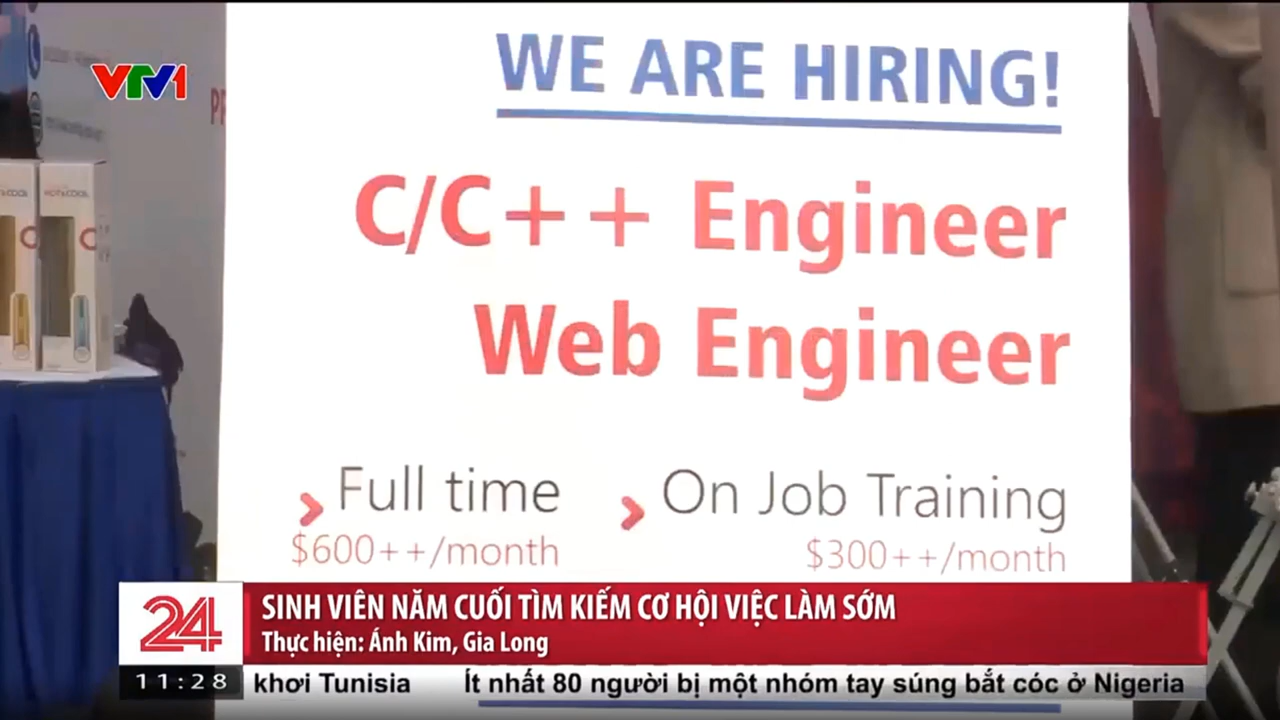 VTV1
WE ARE HIRING!
C/C++ Engineer
Web Engineer
Full time
$600++/month
On Job Training
$300++/month
24
SINH VIÊN NĂM CUỐI TÌM KIẾM CƠ HỘI VIỆC LÀM SỚM
Thực hiện: Ánh Kim, Gia Long
11:28
khơi Tunisia
Ít nhất 80 người bị một nhóm tay súng bắt cóc ở Nigeria